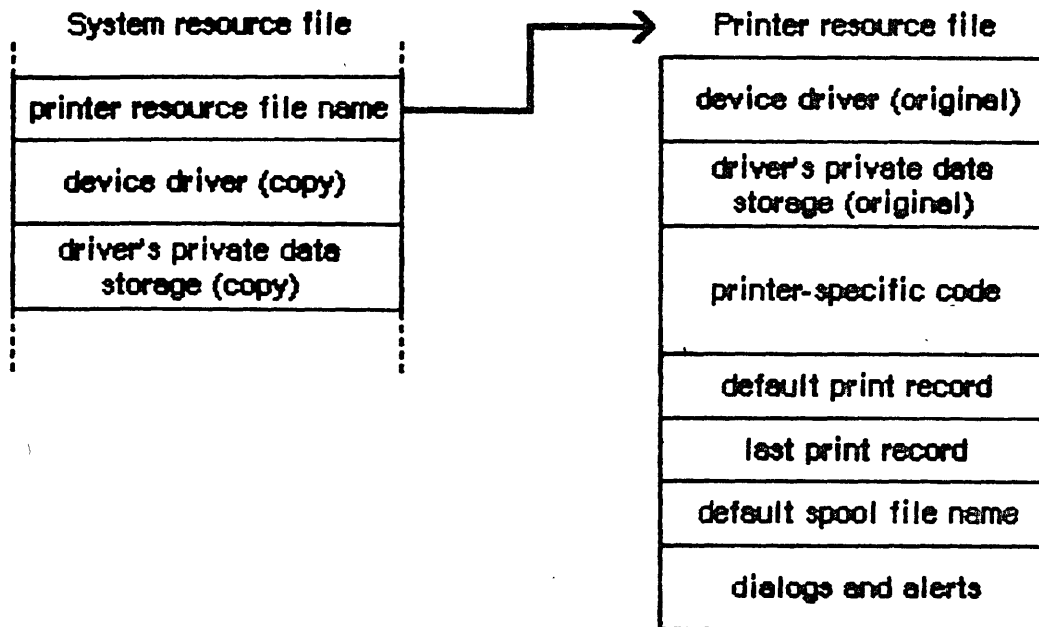 System resource file
printer resource file name
device driver (copy)
driver's private data
storage (copy)
Printer resource file
device driver (original)
driver's private data
storage (original)
printer-specific code
default print record
last print record
default spool file name
dialogs and alerts